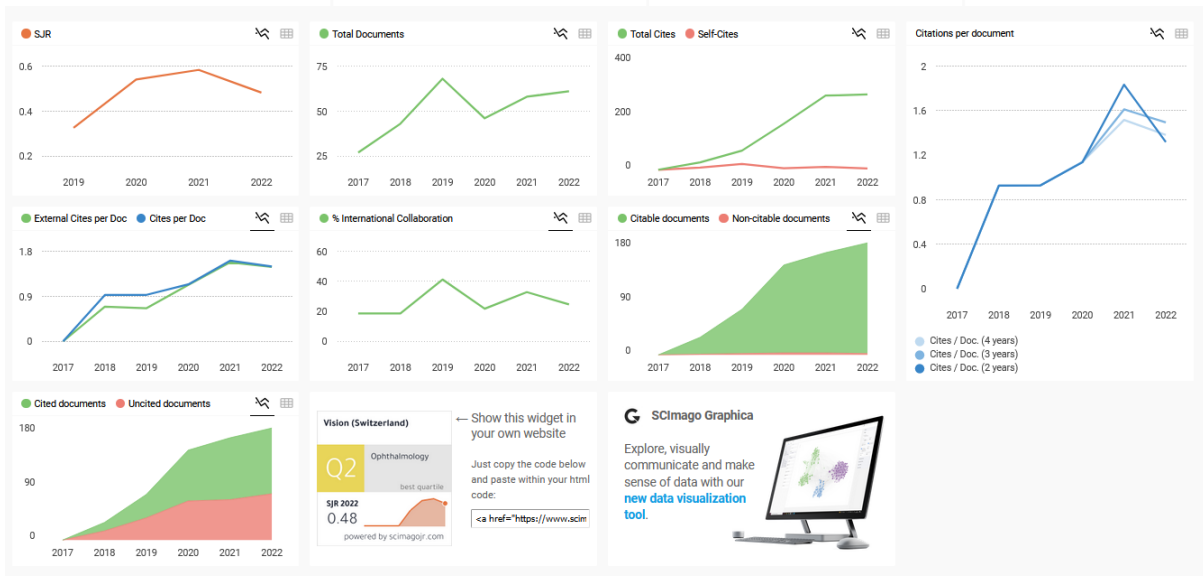 SJR
0.6
0.4
0.2
2019 2020 2021 2022
Total Documents
75
50
25
2017 2018 2019 2020 2021 2022
Total Cites Self-Cites
400
200
0
2017 2018 2019 2020 2021 2022
Citations per document
2
1.6
1.2
0.8
0.4
0
2017 2018 2019 2020 2021 2022
Cites / Doc. (4 years)
Cites / Doc. (3 years)
Cites / Doc. (2 years)
External Cites per Doc Cites per Doc
1.8
0.9
0
2017 2018 2019 2020 2021 2022
% International Collaboration
60
40
20
0
2017 2018 2019 2020 2021 2022
Citable documents Non-citable documents
180
90
0
2017 2018 2019 2020 2021 2022
Cited documents Uncited documents
180
90
0
2017 2018 2019 2020 2021 2022
Vision (Switzerland)
Q2
Ophthalmology
best quartile
SJR 2022
0.48
powered by scimagojr.com
← Show this widget in
your own website
Just copy the code below
and paste within your html
code:
<a href="https://www.scim
SCImago Graphica
Explore, visually
communicate and make
sense of data with our
new data visualization
tool.